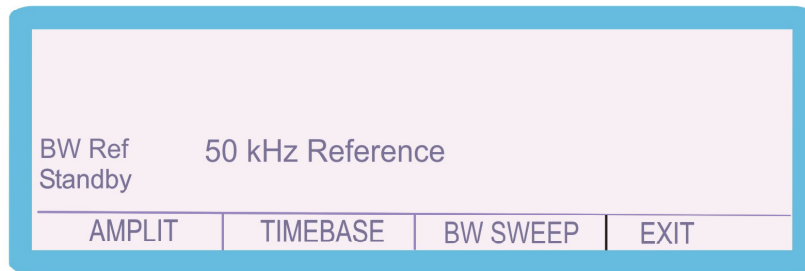 BW Ref 50 kHz Reference
Standby
AMPLIT TIMEBASE BW SWEEP EXIT